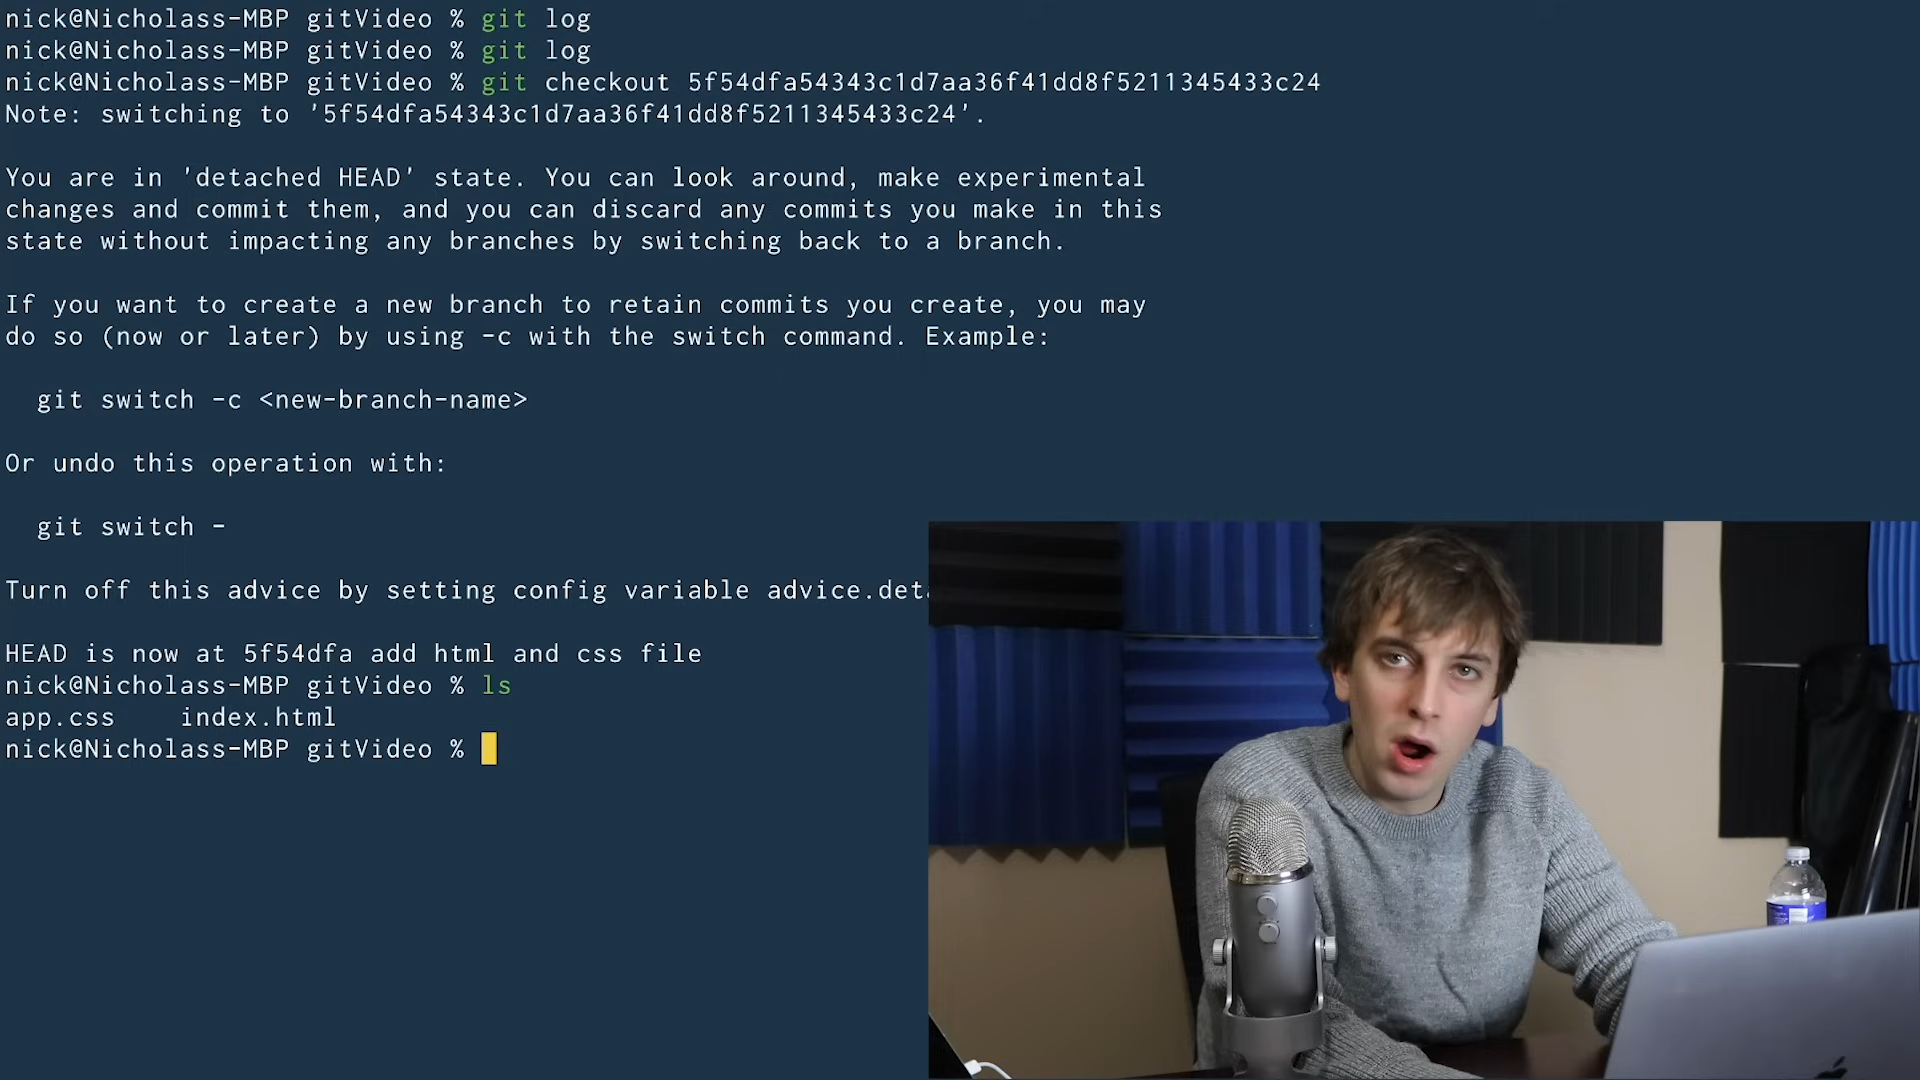 nick@Nicholass-MBP gitVideo % git log
nick@Nicholass-MBP gitVideo % git log
nick@Nicholass-MBP gitVideo % git checkout 5f54dfa54343c1d7aa36f41dd8f5211345433c24
Note: switching to '5f54dfa54343c1d7aa36f41dd8f5211345433c24'.
You are in 'detached HEAD' state. You can look around, make experimental
changes and commit them, and you can discard any commits you make in this
state without impacting any branches by switching back to a branch.
If you want to create a new branch to retain commits you create, you may
do so (now or later) by using -c with the switch command. Example:
git switch -c <new-branch-name>
Or undo this operation with:
git switch -
Turn off this advice by setting config variable advice.deta
HEAD is now at 5f54dfa add html and css file
nick@Nicholass-MBP gitVideo % ls
app.css index.html
nick@Nicholass-MBP gitVideo %